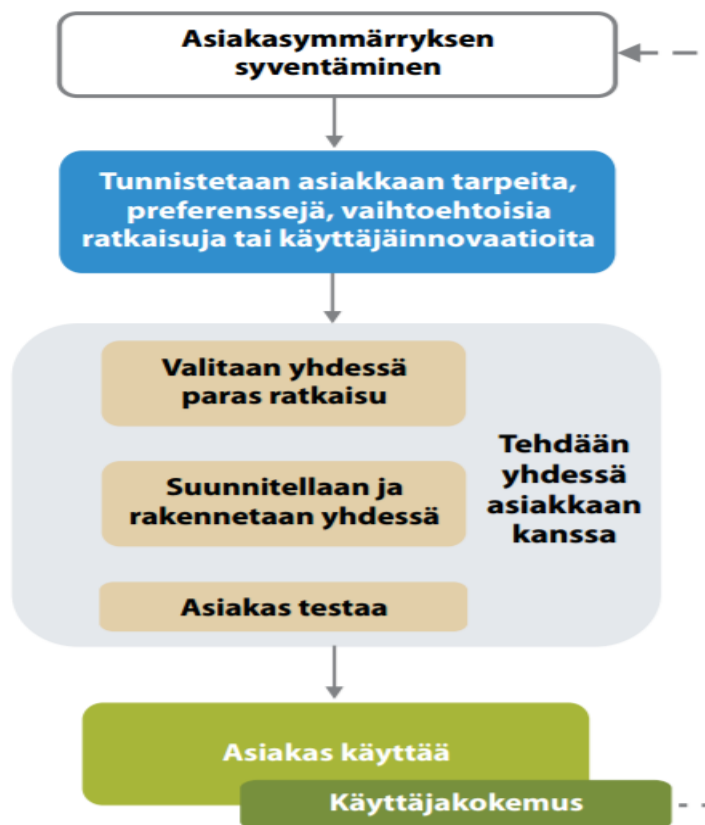 Asiakasymmärryksen
syventäminen
Tunnistetaan asiakkaan tarpeita,
preferenssejä, vaihtoehtoisia
ratkaisuja tai käyttäjäinnovaatioita
Valitaan yhdessä
paras ratkaisu
Suunnitellaan ja
rakennetaan yhdessä
Asiakas testaa
Tehdään
yhdessä
asiakkaan
kanssa
Asiakas käyttää
Käyttjakokemus